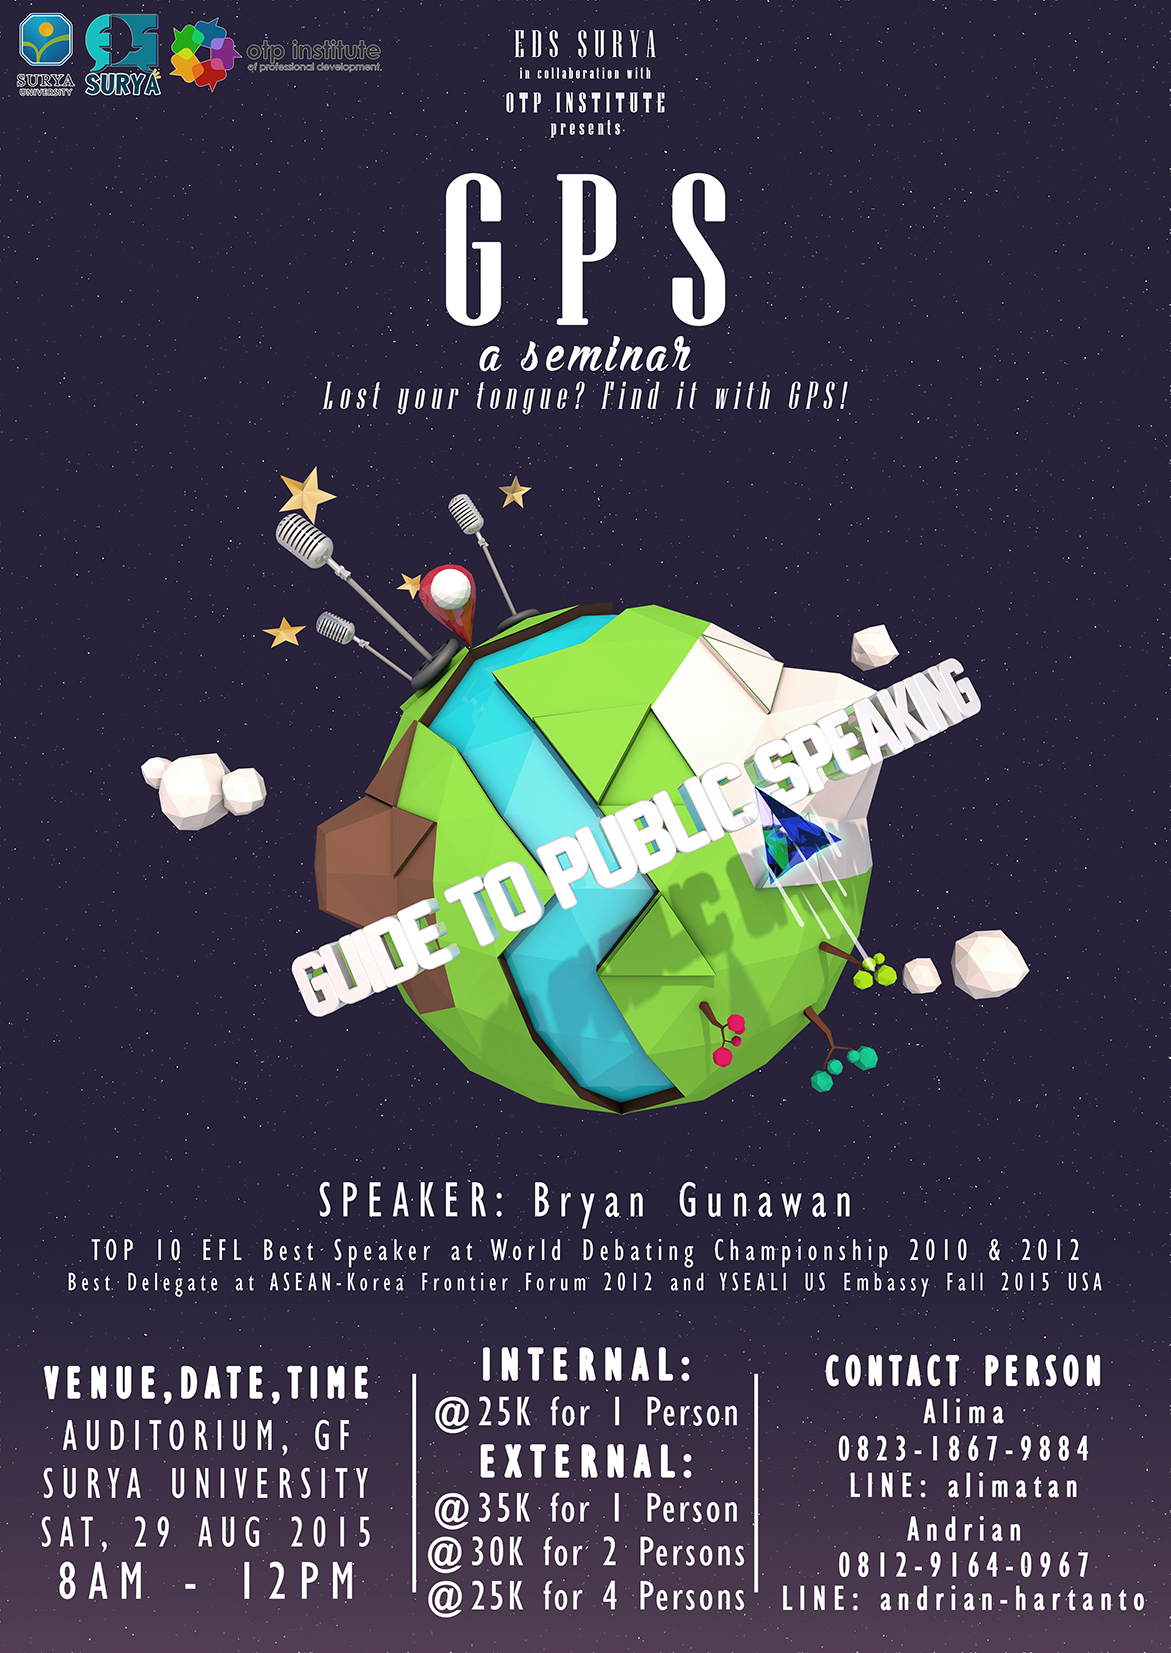 SURYA
UNIVERSITY
EDS
SURYA
otp institute
of professional development.
EDS SURYA
in collaboration with
OTP INSTITUTE
presents
GPS
a seminar
Lost your tongue? Find it with GPS!
GUIDE TO PUBLIC SPEAKING
SPEAKER: Bryan Gunawan
TOP 10 EFL Best Speaker at World Debating Championship 2010 & 2012
Best Delegate at ASEAN-Korea Frontier Forum 2012 and YSEALI US Embassy Fall 2015 USA
VENUE,DATE,TIME
AUDITORIUM, GF
SURYA UNIVERSITY
SAT, 29 AUG 2015
8AM - 12PM
INTERNAL:
@25K for 1 Person
EXTERNAL:
@35K for 1 Person
@30K for 2 Persons
@25K for 4 Persons
CONTACT PERSON
Alima
0823-1867-9884
LINE: alimatan
Andrian
0812-9164-0967
LINE: andrian-hartanto